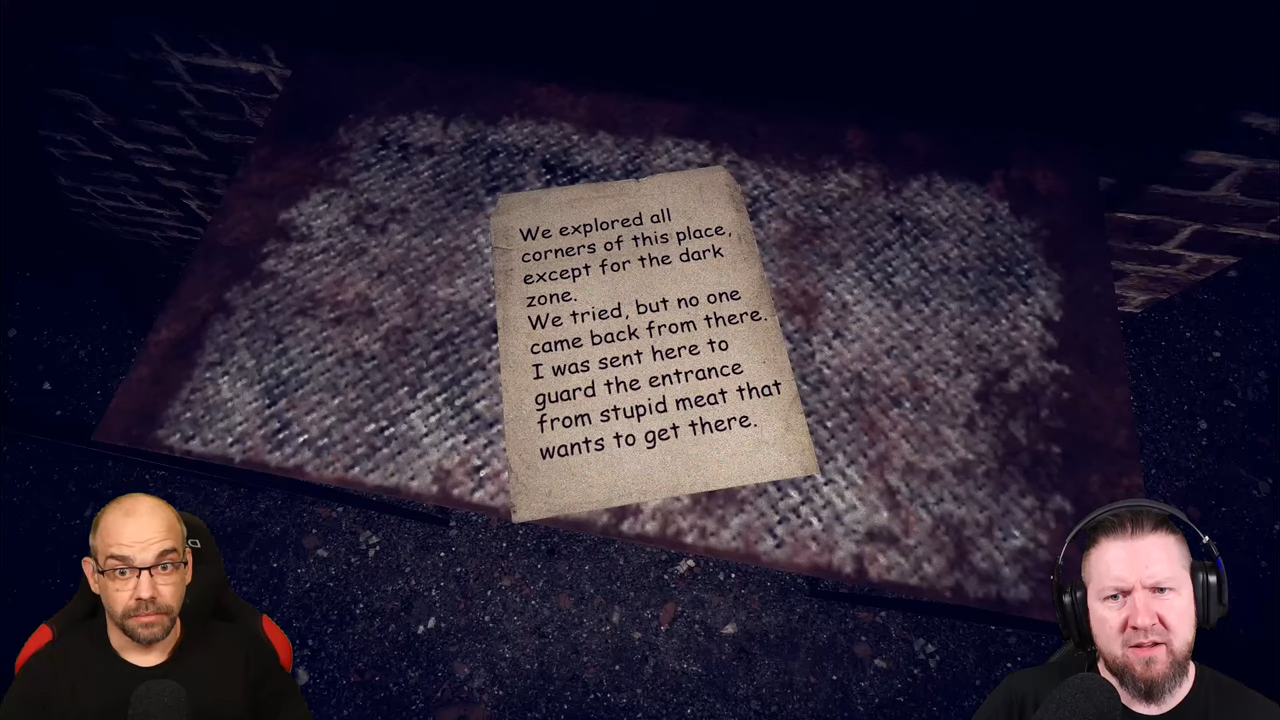 We explored all
corners of this place,
except for the dark
zone.
We tried, but no one
came back from there.
I was sent here to
guard the entrance
from stupid meat that
wants to get there.